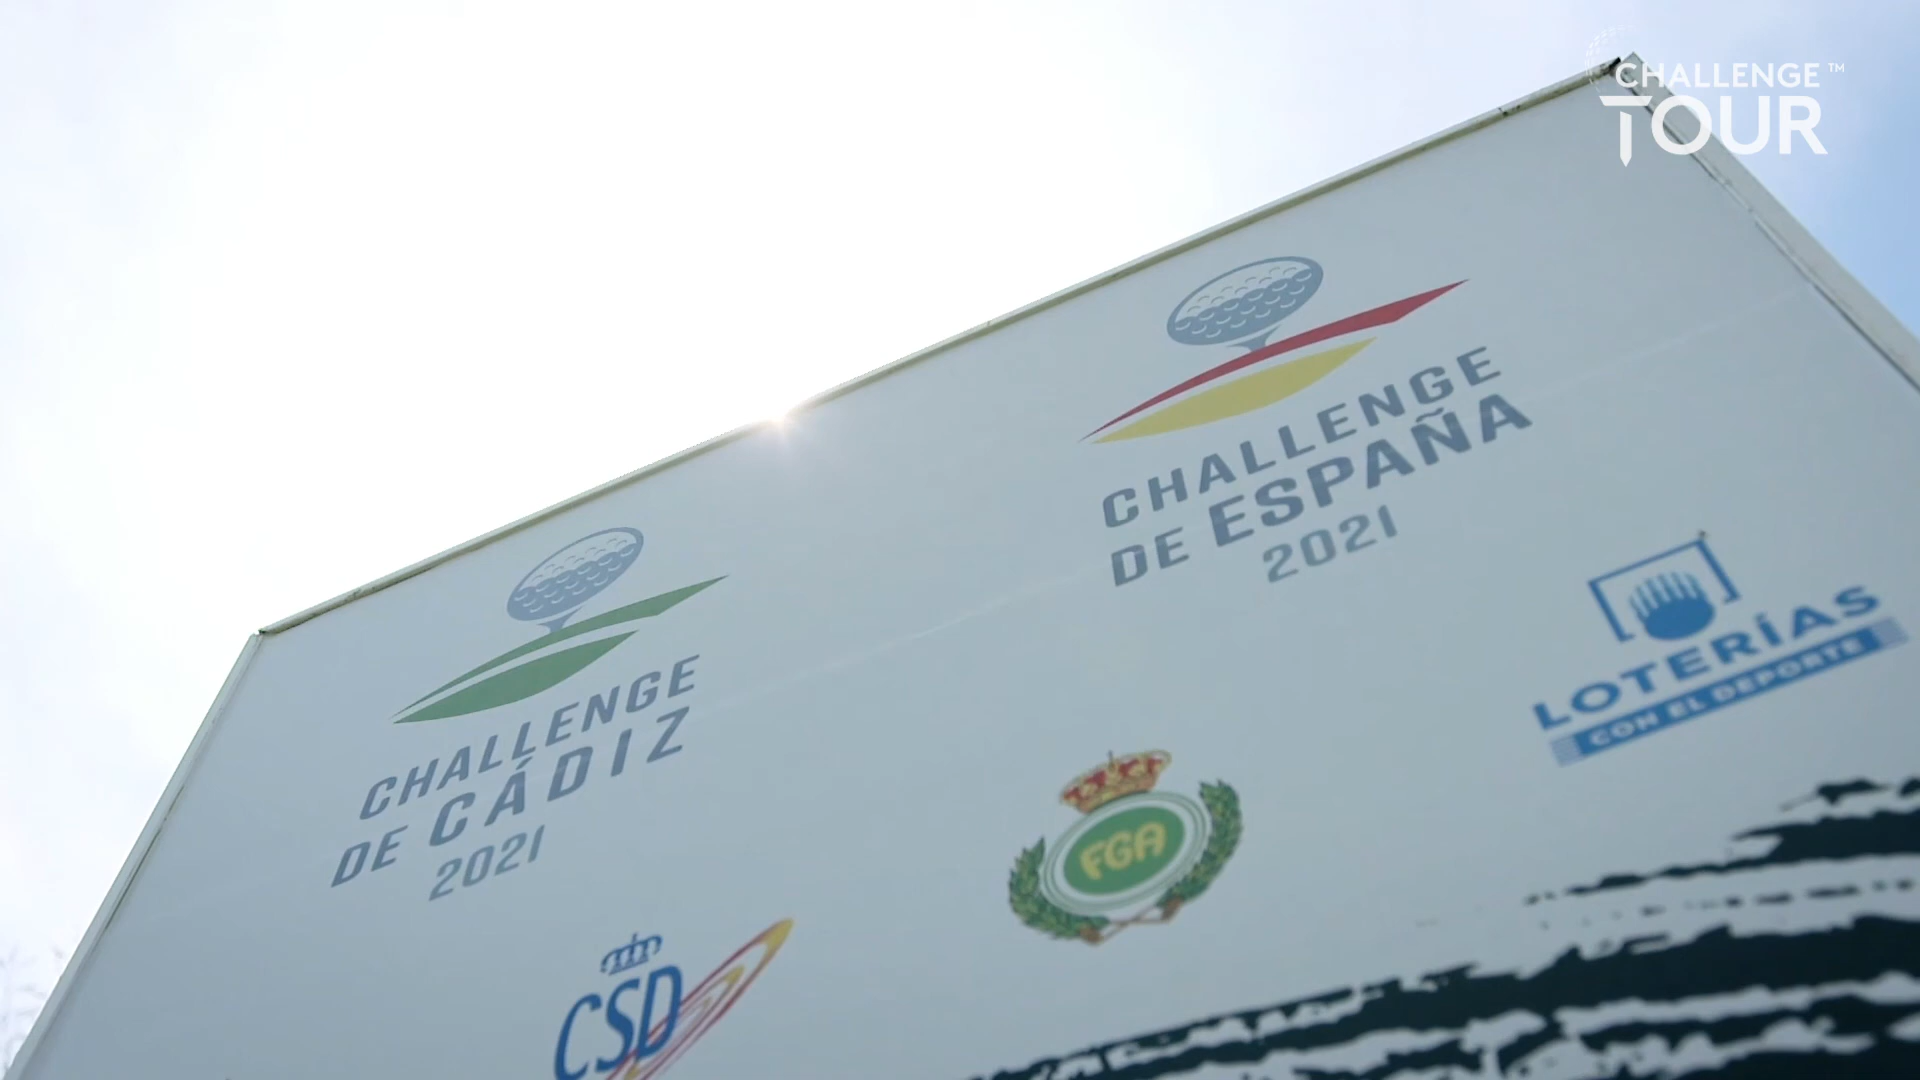 CHALLENGE™
TOUR
CHALLENGE
DE ESPAÑA
2021
CHALLENGE
DE CÁDIZ
2021
LOTERÍAS
CON EL DEPORTE
FGA
CSD